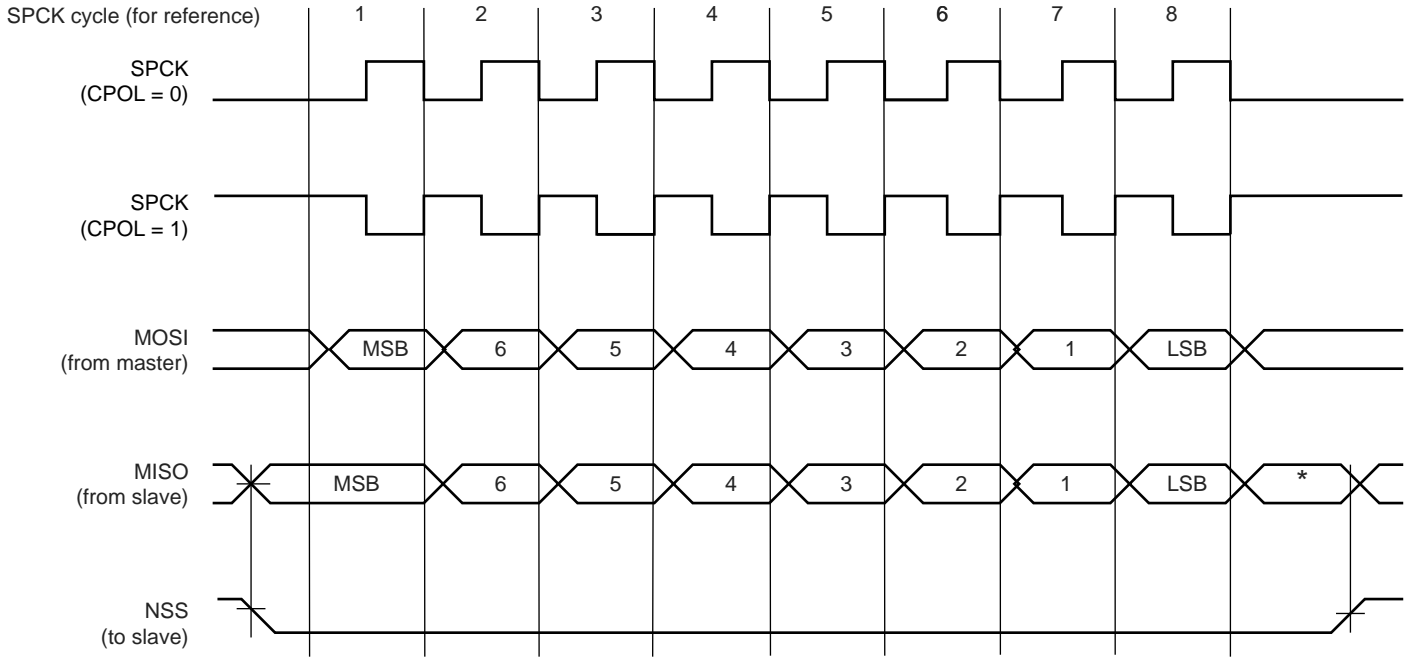 SPCK cycle (for reference) 1 2 3 4 5 6 7 8
SPCK
(CPOL = 0)
SPCK
(CPOL = 1)
MOSI
(from master)
MSB 6 5 4 3 2 1 LSB
MISO
(from slave)
MSB 6 5 4 3 2 1 LSB *
NSS
(to slave)